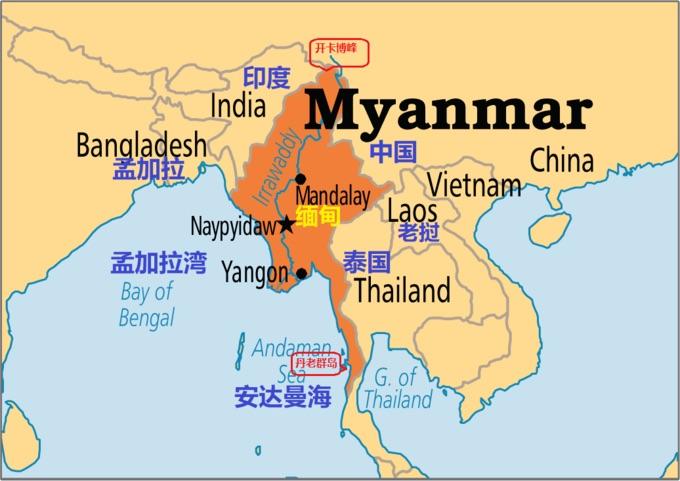 开卡博峰
印度
India
Myanmar
Bangladesh
孟加拉
Irrawaddy
中国
China
Mandalay
Vietnam
缅甸
Laos
老挝
Naypyidaw
孟加拉湾
Yangon
泰国
Thailand
Bay of
Bengal
Andaman
Sea
丹老群岛
安达曼海
G. of
Thailand